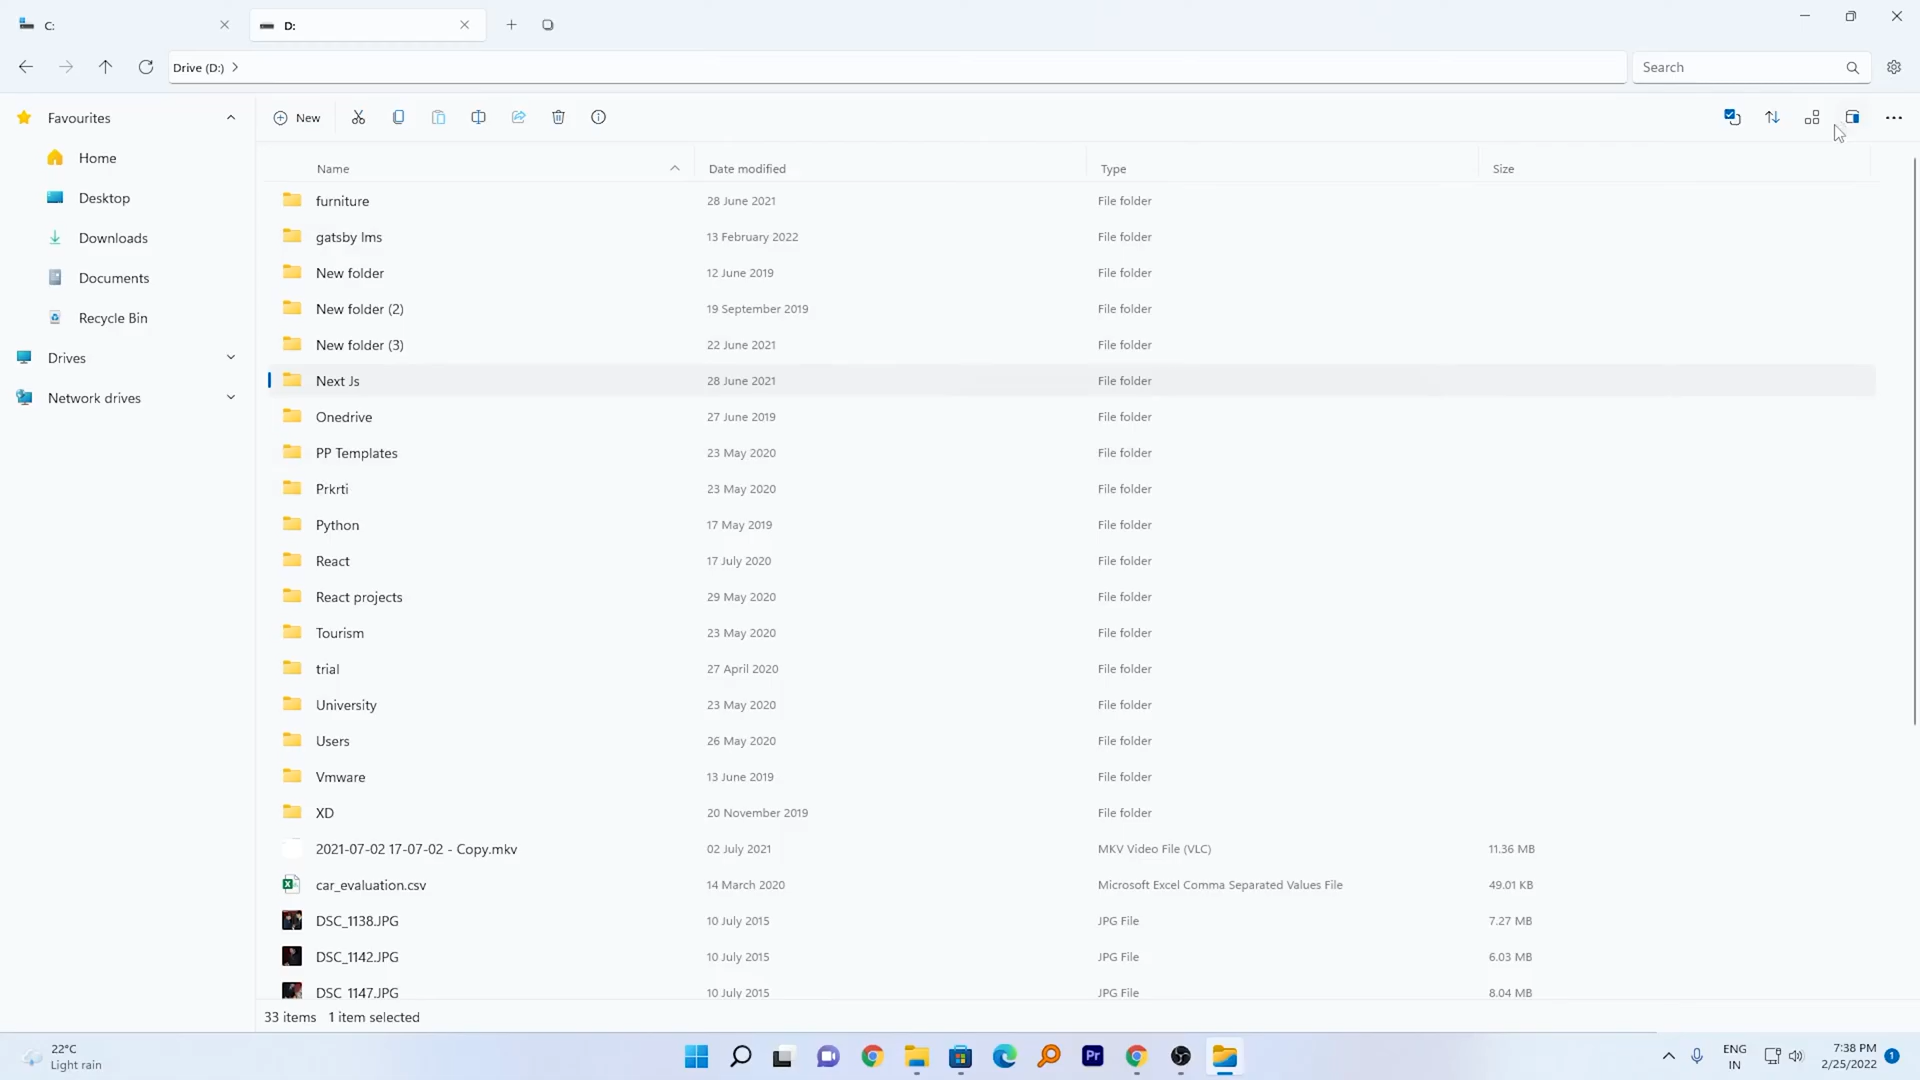 C:
D:
Drive (D:)
Search
Favourites
New
Home
Desktop
Downloads
Documents
Recycle Bin
Drives
Network drives
Name Date modified Type Size
furniture 28 June 2021 File folder
gatsby lms 13 February 2022 File folder
New folder 12 June 2019 File folder
New folder (2) 19 September 2019 File folder
New folder (3) 22 June 2021 File folder
Next Js 28 June 2021 File folder
Onedrive 27 June 2019 File folder
PP Templates 23 May 2020 File folder
Prkrti 23 May 2020 File folder
Python 17 May 2019 File folder
React 17 July 2020 File folder
React projects 29 May 2020 File folder
Tourism 23 May 2020 File folder
trial 27 April 2020 File folder
University 23 May 2020 File folder
Users 26 May 2020 File folder
Vmware 13 June 2019 File folder
XD 20 November 2019 File folder
2021-07-02 17-07-02 - Copy.mkv 02 July 2021 MKV Video File (VLC) 11.36 MB
car_evaluation.csv 14 March 2020 Microsoft Excel Comma Separated Values File 49.01 KB
DSC_1138.JPG 10 July 2015 JPG File 7.27 MB
DSC_1142.JPG 10 July 2015 JPG File 6.03 MB
DSC_1147.JPG 10 July 2015 JPG File 8.04 MB
33 items 1 item selected
22°C
Light rain
Pr
ENG
IN
7:38 PM
2/25/2022
1